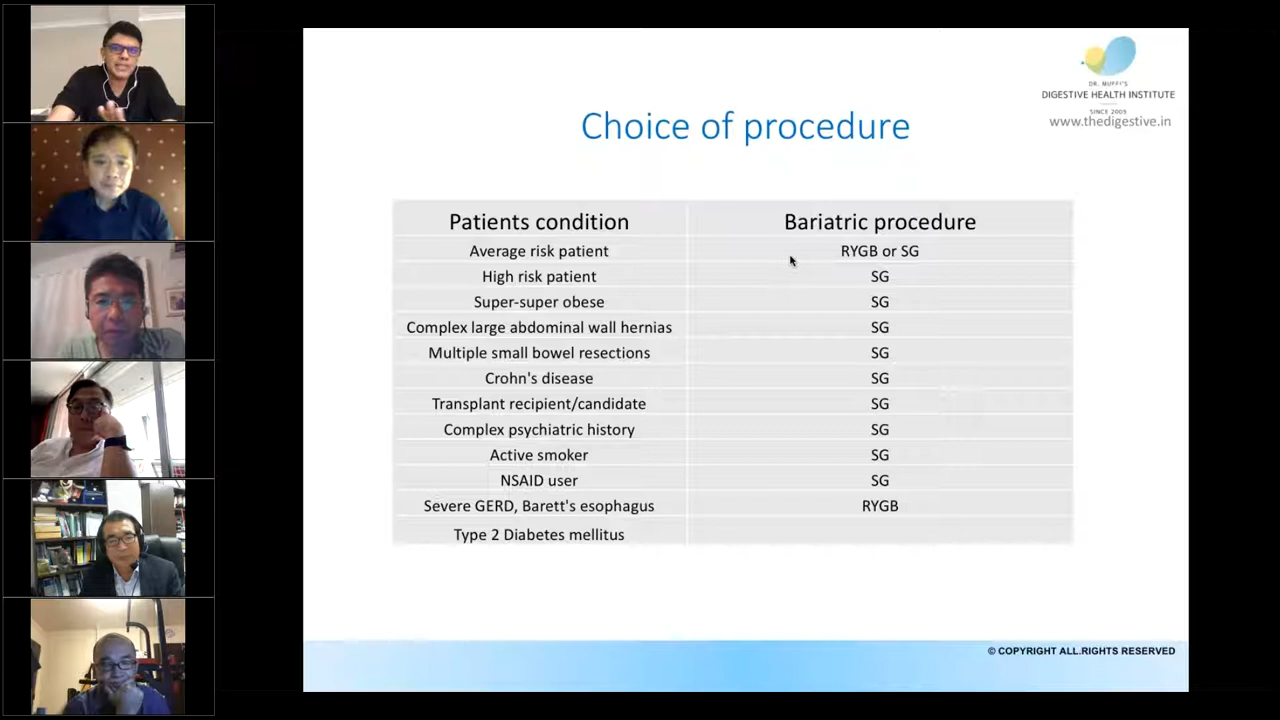 DR. MUFFI'S
DIGESTIVE HEALTH INSTITUTE
SINCE 2005
www.thedigestive.in
Choice of procedure
Patients condition Bariatric procedure
Average risk patient RYGB or SG
High risk patient SG
Super-super obese SG
Complex large abdominal wall hernias SG
Multiple small bowel resections SG
Crohn's disease SG
Transplant recipient/candidate SG
Complex psychiatric history SG
Active smoker SG
NSAID user SG
Severe GERD, Barett's esophagus RYGB
Type 2 Diabetes mellitus
© COPYRIGHT ALL.RIGHTS RESERVED